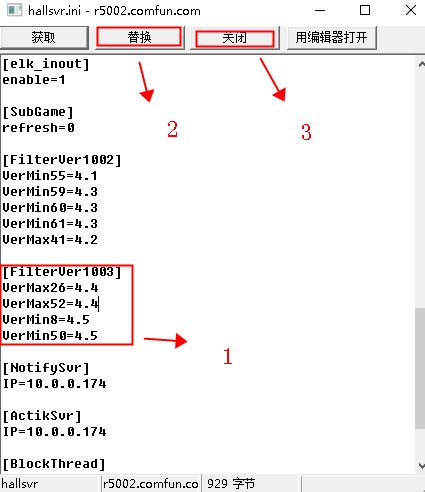 hallsvr.ini - r5002.comfun.com
获取 替换 关闭 用编辑器打开
[elk_inout]
enable=1
[SubGame]
refresh=0
2
3
[FilterVer1002]
VerMin55=4.1
VerMin59=4.3
VerMin60=4.3
VerMin61=4.3
VerMax41=4.2
[FilterVer1003]
VerMax26=4.4
VerMax52=4.4
VerMin8=4.5
VerMin50=4.5
1
[NotifySvr]
IP=10.0.0.174
[ActikSvr]
IP=10.0.0.174
[BlockThread]
hallsvr r5002.comfun.co 929 字节